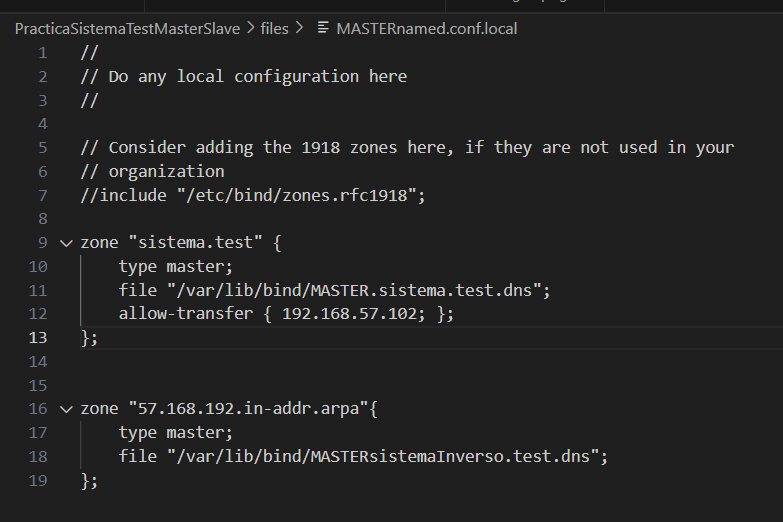 PracticaSistemaTestMasterSlave > files > MASTERnamed.conf.local
1 //
2 // Do any local configuration here
3 //
4
5 // Consider adding the 1918 zones here, if they are not used in your
6 // organization
7 //include "/etc/bind/zones.rfc1918";
8
9 zone "sistema.test" {
10 type master;
11 file "/var/lib/bind/MASTER.sistema.test.dns";
12 allow-transfer { 192.168.57.102; };
13 };
14
15
16 zone "57.168.192.in-addr.arpa"{
17 type master;
18 file "/var/lib/bind/MASTERsistemaInverso.test.dns";
19 };